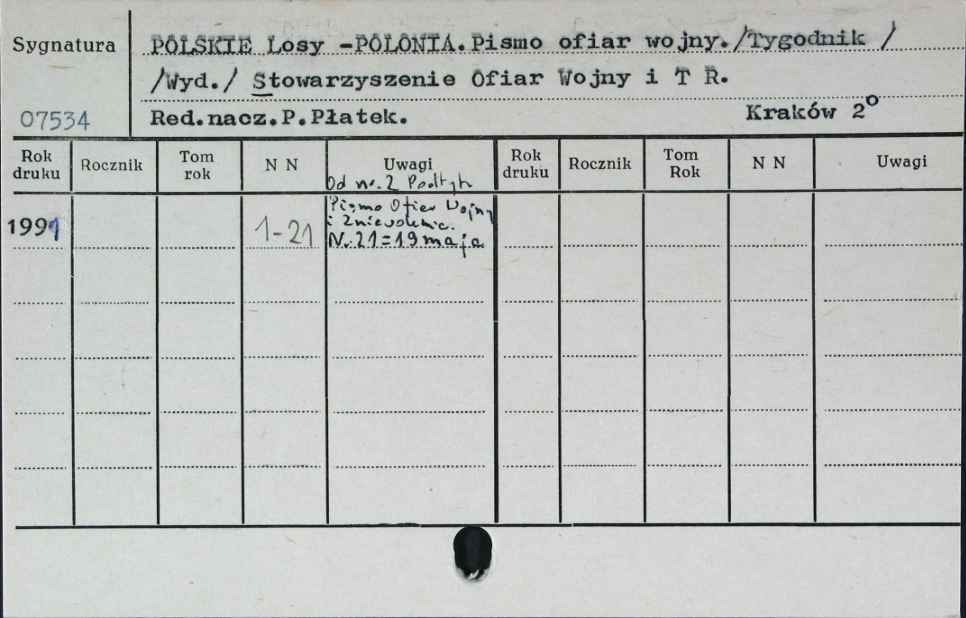 Sygnatura
POLSKIE Losy -POLONIA.Pismo ofiar wojny./Tygodnik /
/Wyd./ Stowarzyszenie Ofiar Wojny i T R.
07534
Red.nacz.P.Płatek. Kraków 2º
Rok druku Rocznik Tom rok N N Uwagi Rok druku Rocznik Tom Rok N N Uwagi
Od nr. 2 Podtyt.
Pismo Ofiar Wojny
i Zniewolenia.
1991 1-21 Nr.21=19 maja